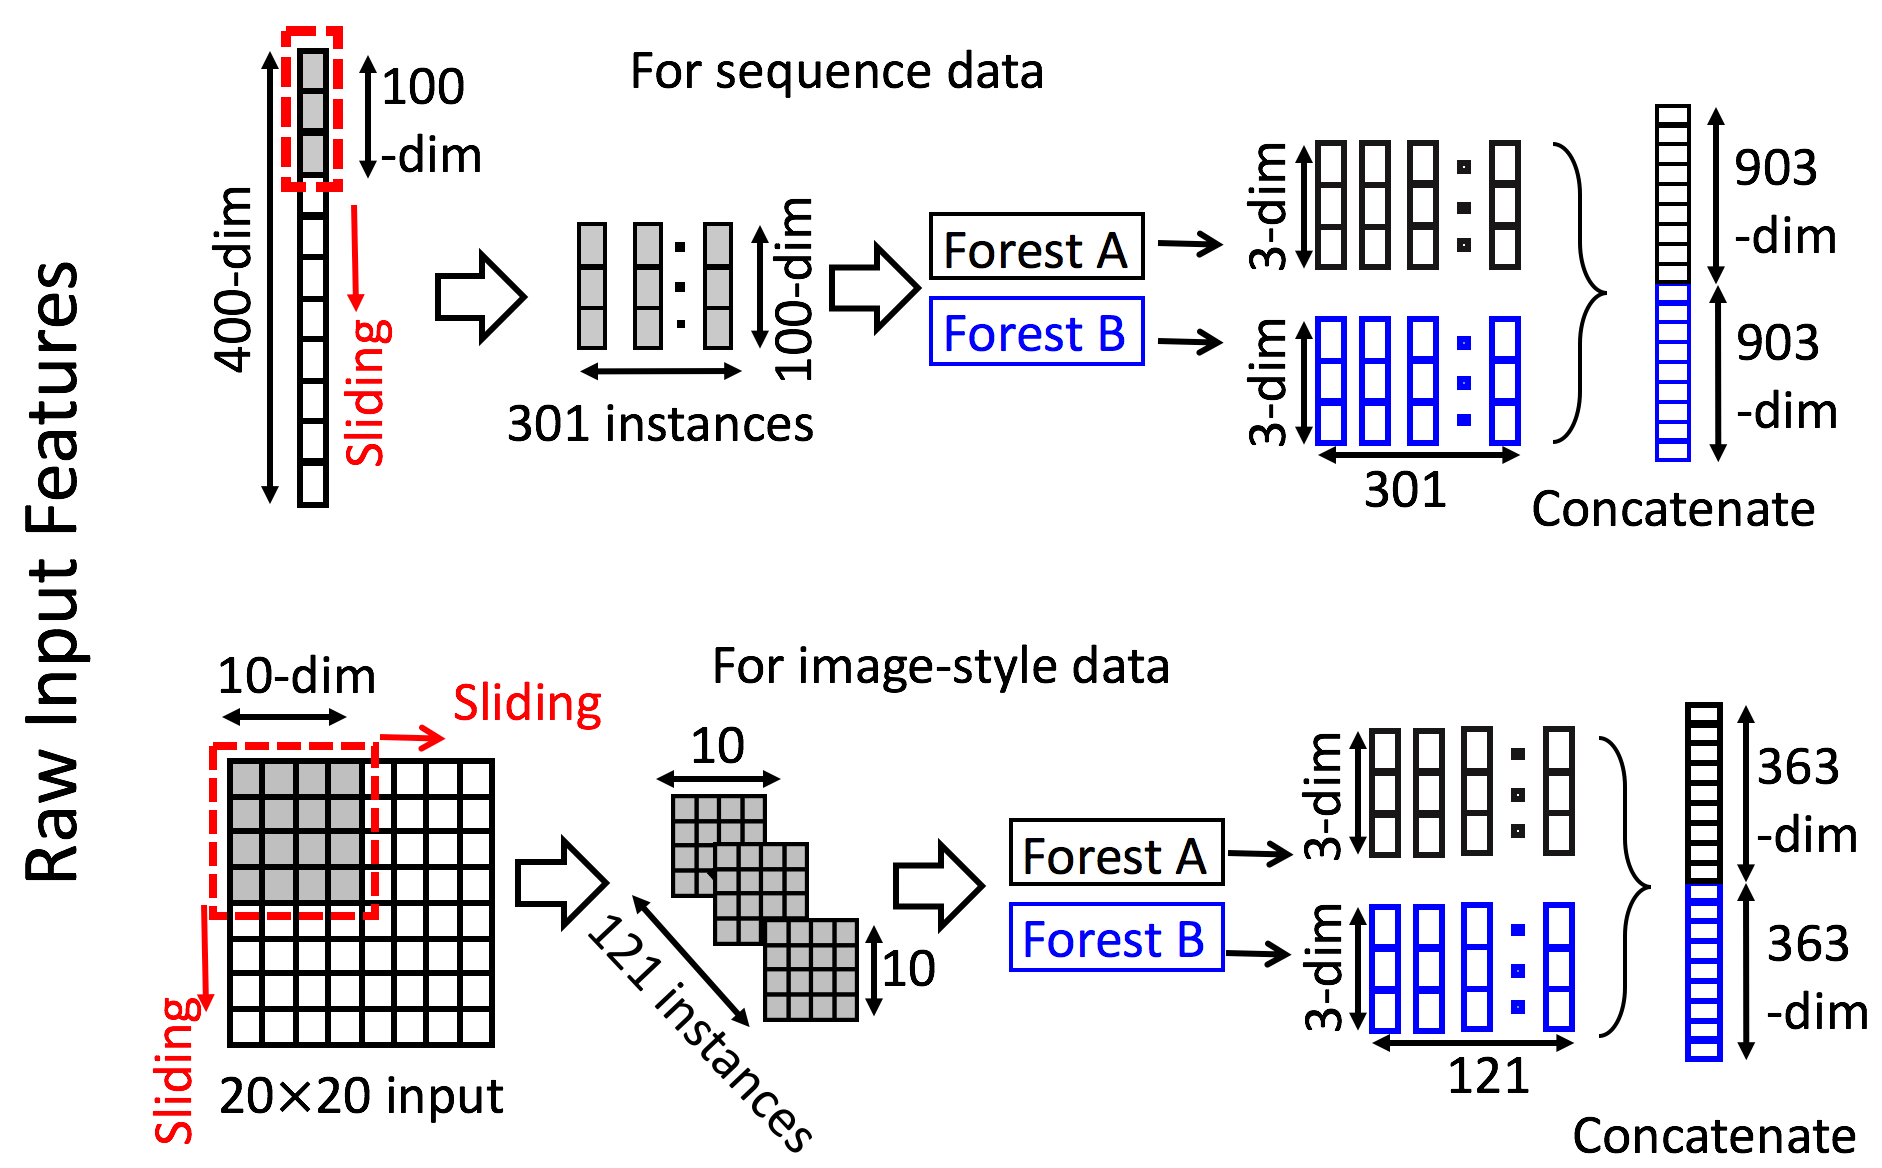 Raw Input Features
For sequence data
400-dim
100
-dim
Sliding
301 instances
100-dim
Forest A
Forest B
3-dim
3-dim
301
903
-dim
903
-dim
Concatenate
For image-style data
10-dim
Sliding
Sliding
20×20 input
10
10
121 instances
Forest A
Forest B
3-dim
3-dim
121
363
-dim
363
-dim
Concatenate